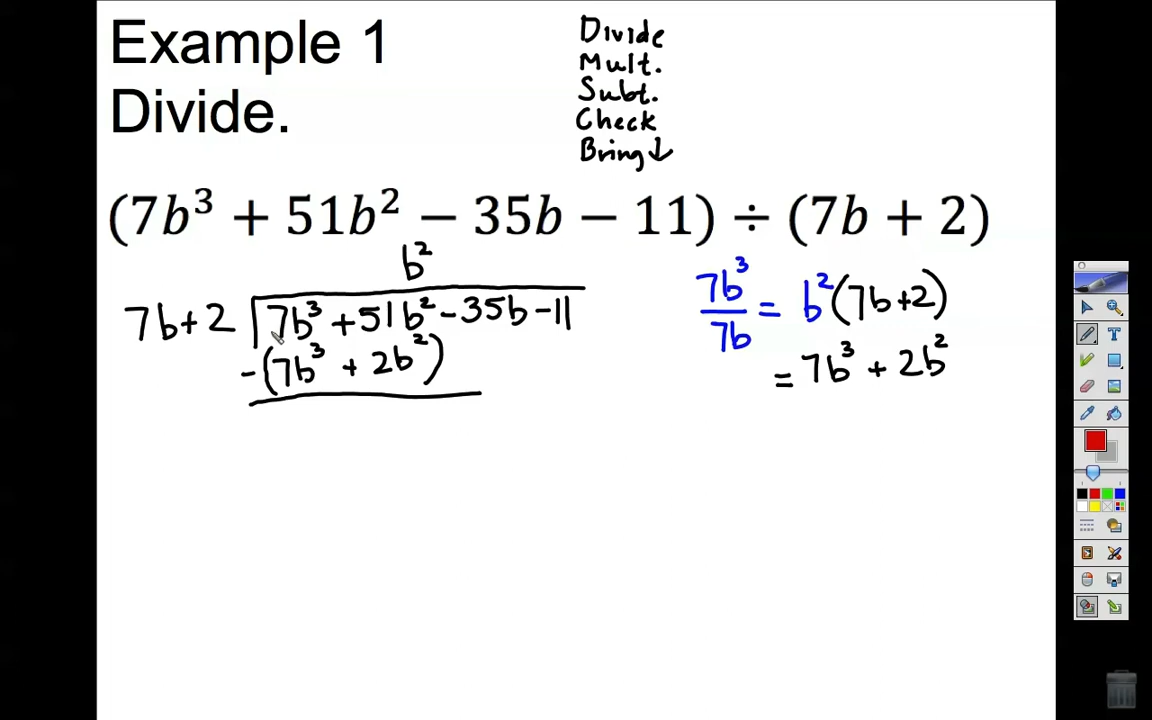 Example 1
Divide.
Divide
Mult.
Subt.
Check
Bring↓
(7b³ + 51b² − 35b − 11) ÷ (7b + 2)
b²
7b+2 7b³ +51b² -35b -11
-(7b³ + 2b²)
7b³/7b = b²(7b+2)
= 7b³ + 2b²
T